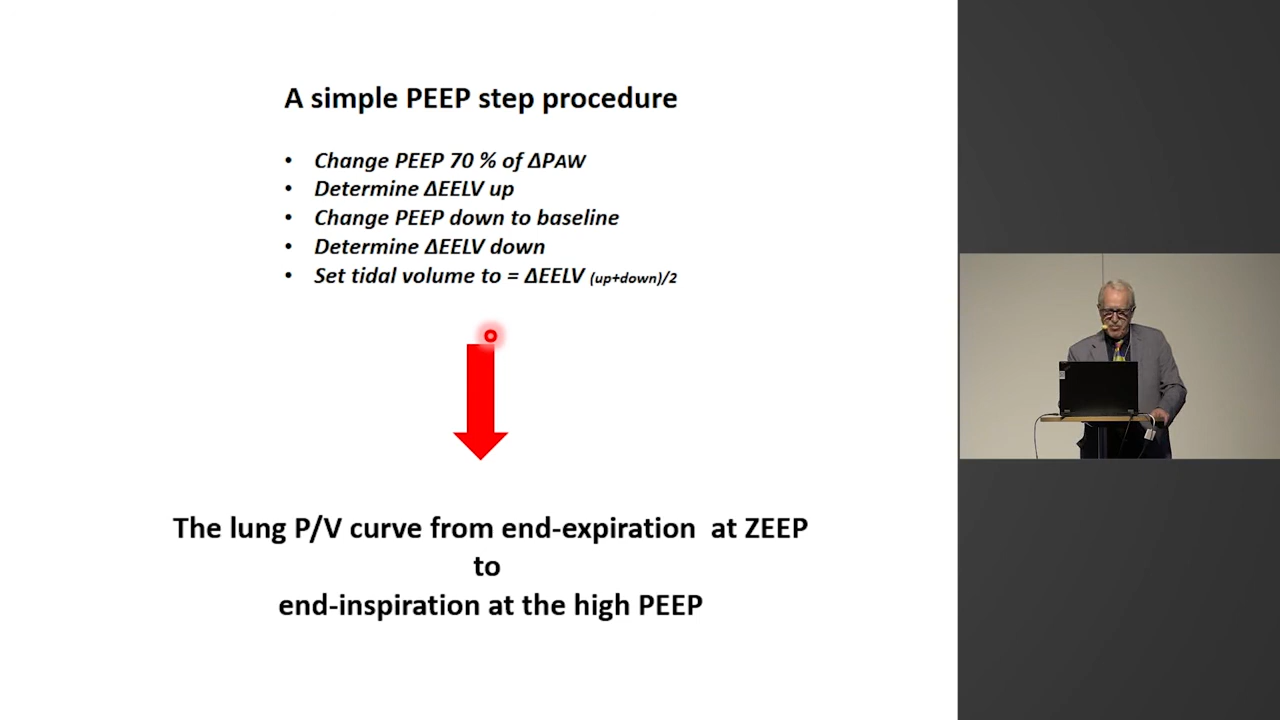 A simple PEEP step procedure
• Change PEEP 70 % of ΔPAW
• Determine ΔEELV up
• Change PEEP down to baseline
• Determine ΔEELV down
• Set tidal volume to = ΔEELV (up+down)/2
The lung P/V curve from end-expiration at ZEEP
to
end-inspiration at the high PEEP